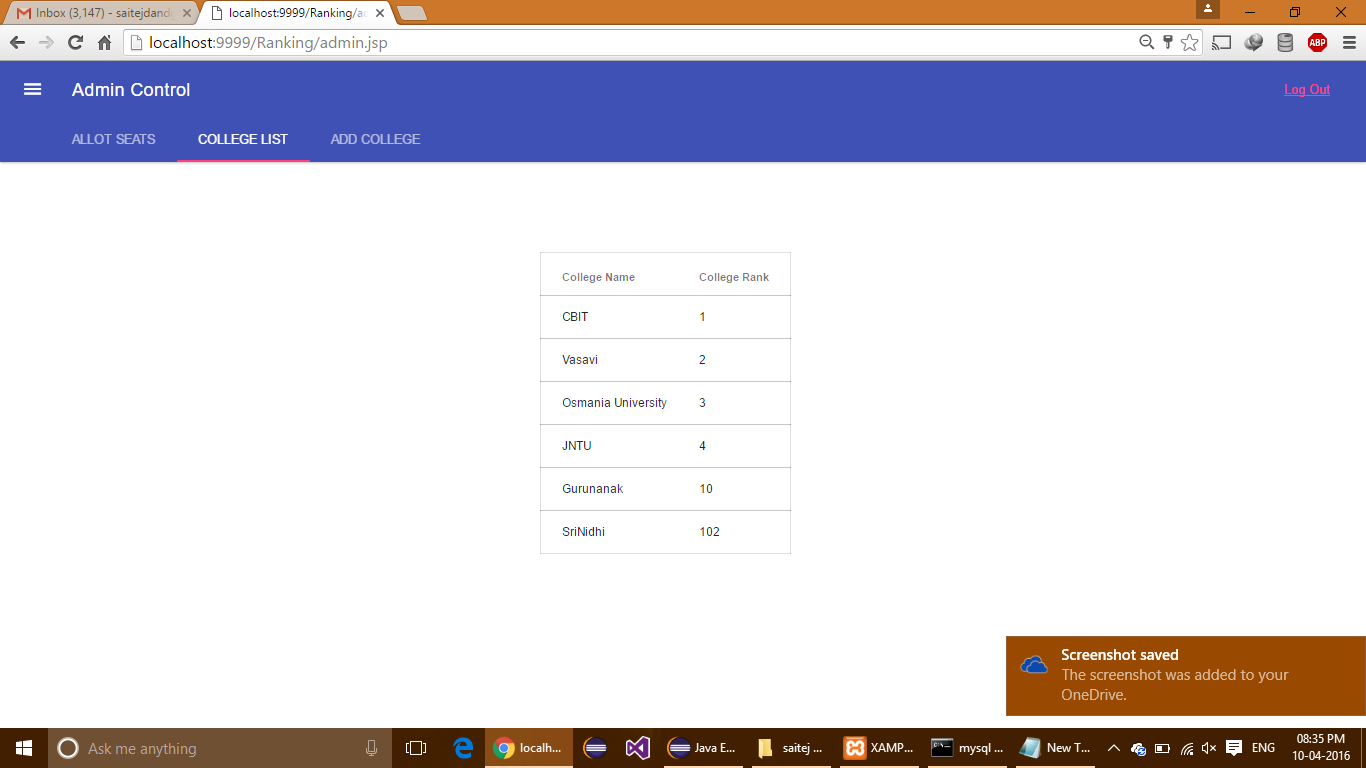 Inbox (3,147) - saitejdand
localhost:9999/Ranking/a
localhost:9999/Ranking/admin.jsp
ABP
Admin Control
Log Out
ALLOT SEATS COLLEGE LIST ADD COLLEGE
College Name College Rank
CBIT 1
Vasavi 2
Osmania University 3
JNTU 4
Gurunanak 10
SriNidhi 102
Screenshot saved
The screenshot was added to your
OneDrive.
Ask me anything
localh...
Java E...
saitej ...
XAMP...
mysql ...
New T...
ENG
08:35 PM
10-04-2016